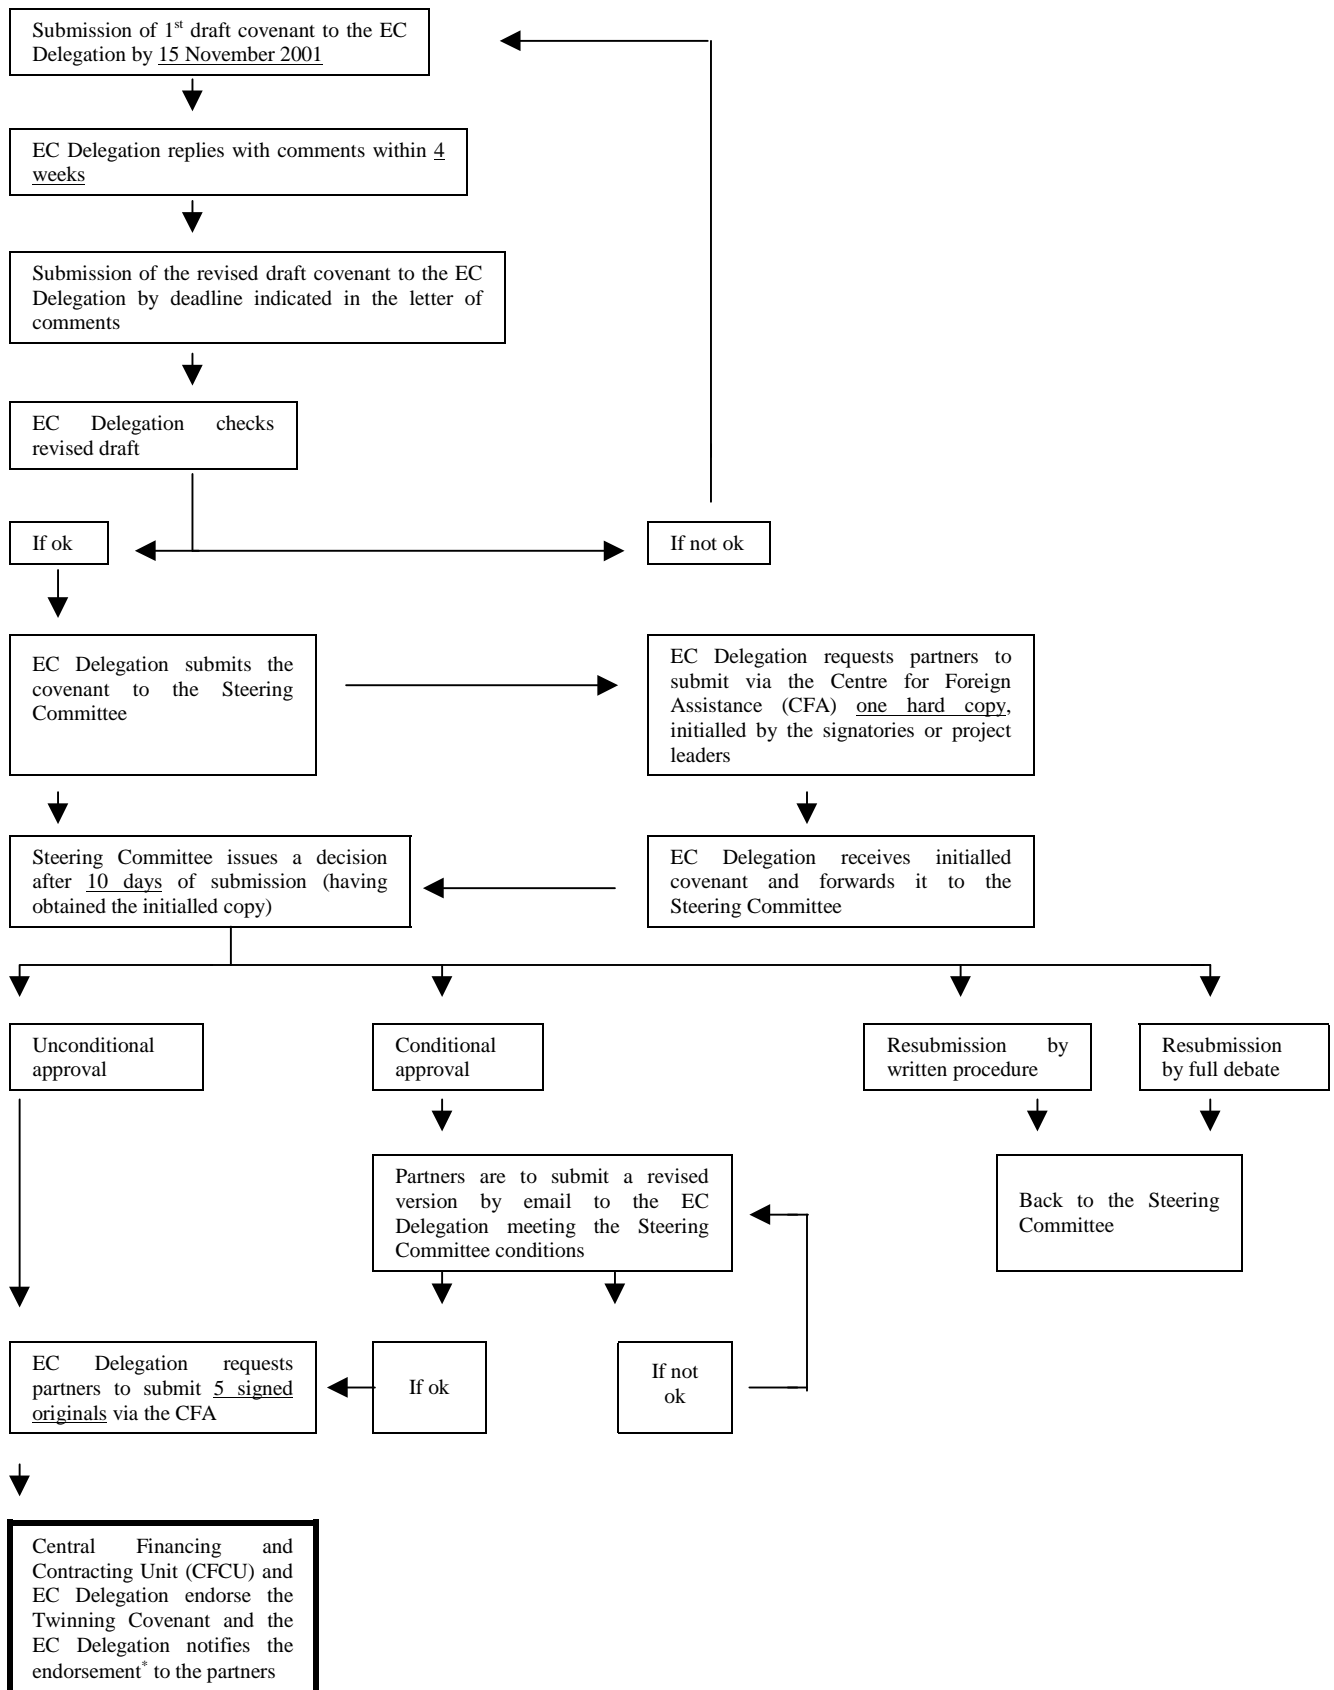 Submission of 1st draft covenant to the EC
Delegation by 15 November 2001
EC Delegation replies with comments within 4
weeks
Submission of the revised draft covenant to the EC
Delegation by deadline indicated in the letter of
comments
EC Delegation checks
revised draft
If ok
If not ok
EC Delegation submits the
covenant to the Steering
Committee
EC Delegation requests partners to
submit via the Centre for Foreign
Assistance (CFA) one hard copy,
initialled by the signatories or project
leaders
Steering Committee issues a decision
after 10 days of submission (having
obtained the initialled copy)
EC Delegation receives initialled
covenant and forwards it to the
Steering Committee
Unconditional
approval
Conditional
approval
Resubmission by
written procedure
Resubmission
by full debate
Partners are to submit a revised
version by email to the EC
Delegation meeting the Steering
Committee conditions
Back to the Steering
Committee
EC Delegation requests
partners to submit 5 signed
originals via the CFA
If ok
If not
ok
Central Financing and
Contracting Unit (CFCU) and
EC Delegation endorse the
Twinning Covenant and the
EC Delegation notifies the
endorsement* to the partners